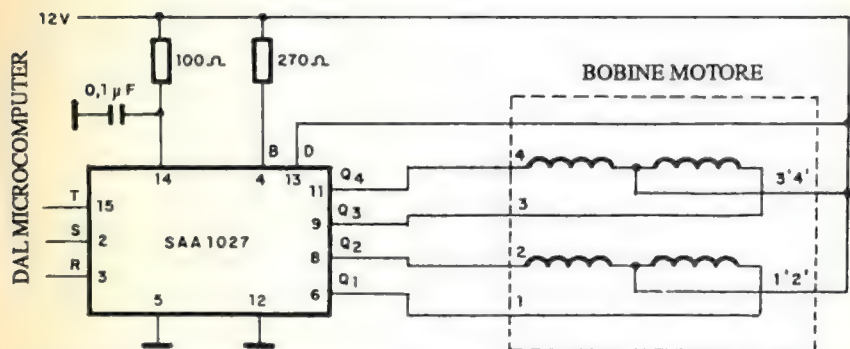 12V
100Ω
270Ω
0,1 µF
BOBINE MOTORE
DAL MICROCOMPUTER
B D
14 4 13
Q4
11
4
3'4'
Q3
9
3
T
15
S
2
SAA 1027
Q2
8
2
R
3
Q1
6
1'2'
1
5 12